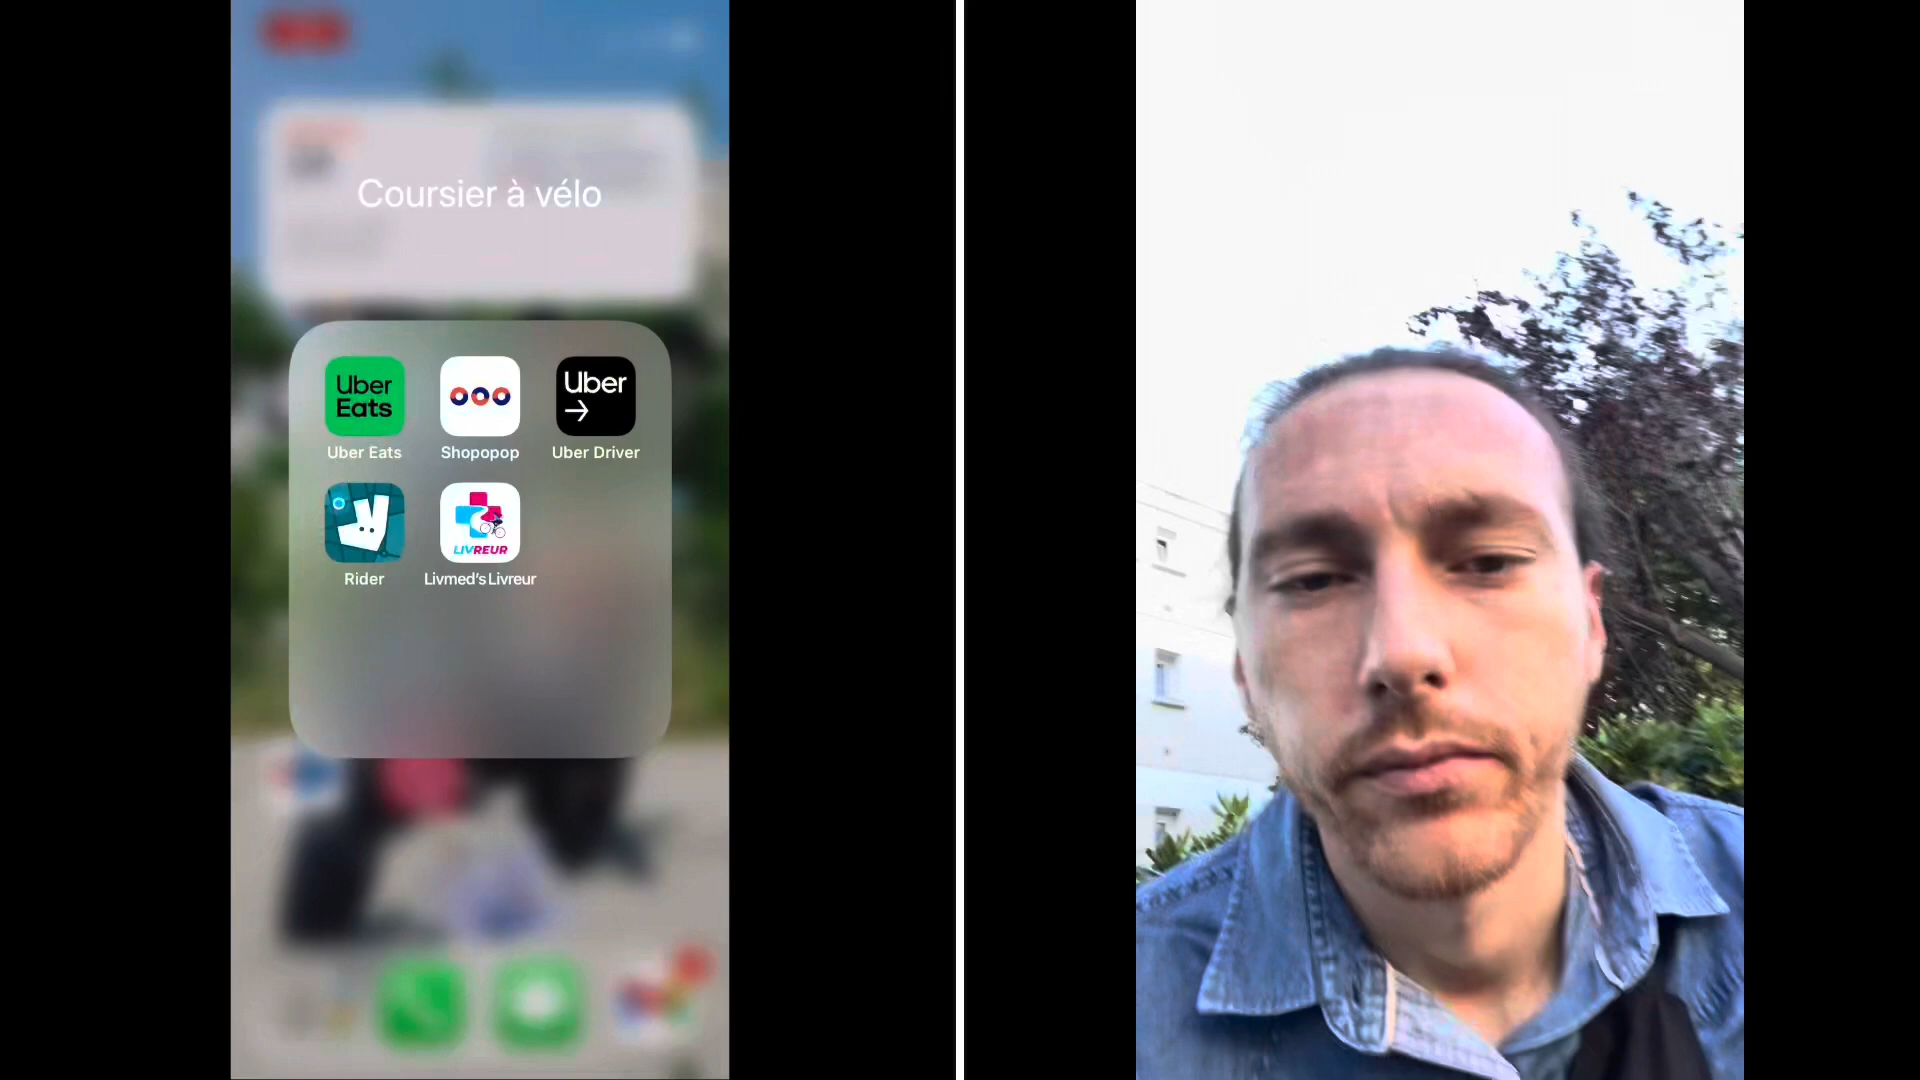 Coursier à vélo
Uber
Eats
Uber
Uber Eats
Shopopop
Uber Driver
LIVREUR
Rider
Livmed's Livreur